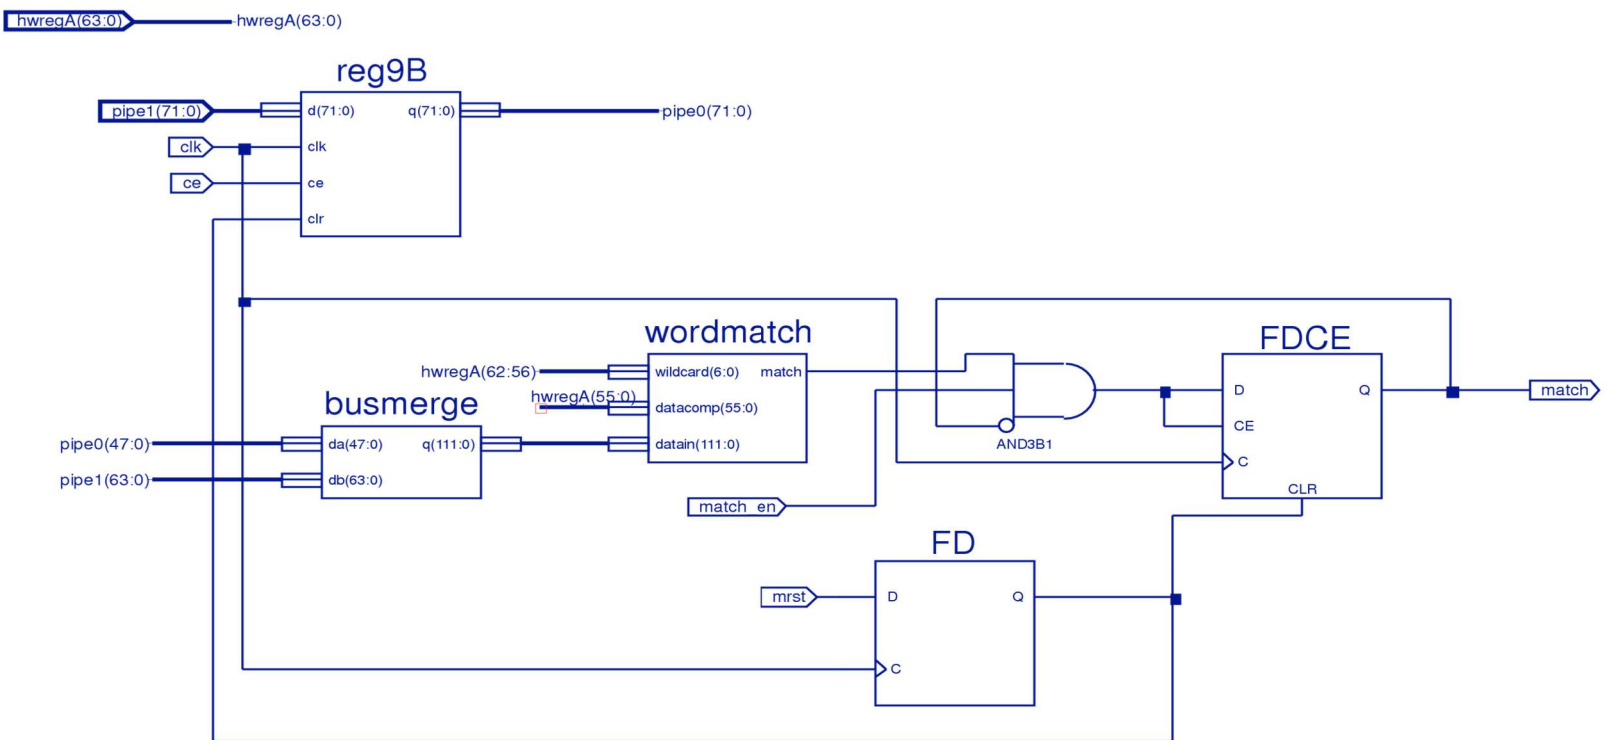 hwregA(63:0) hwregA(63:0)
reg9B
pipe1(71:0) d(71:0) q(71:0) pipe0(71:0)
clk clk
ce ce
clr
wordmatch FDCE
hwregA(62:56) wildcard(6:0) match
hwregA(55:0)
D Q match
busmerge datacomp(55:0)
CE
pipe0(47:0) da(47:0) q(111:0) datain(111:0) AND3B1
C
pipe1(63:0) db(63:0)
CLR
match_en
FD
mrst D Q
C